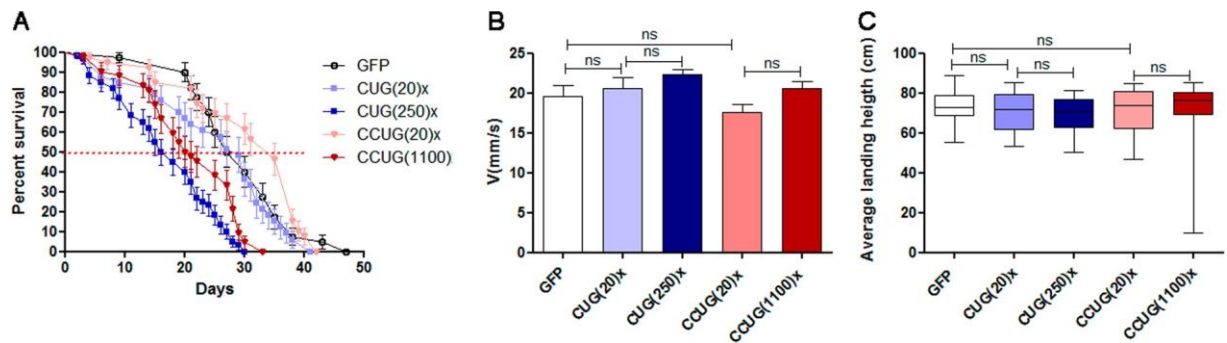 A
Percent survival
100
90
80
70
60
50
40
30
20
10
0
0 10 20 30 40 50
Days
GFP
CUG(20)x
CUG(250)x
CCUG(20)x
CCUG(1100)
B
V(mm/s)
25
20
15
10
5
0
ns
ns
ns
ns
GFP
CUG(20)x
CUG(250)x
CCUG(20)x
CCUG(1100)x
C
Average landing heigth (cm)
100
80
60
40
20
0
ns
ns
ns
ns
GFP
CUG(20)x
CUG(250)x
CCUG(20)x
CCUG(1100)x